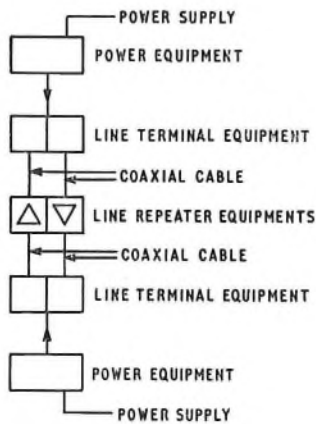 POWER SUPPLY
POWER EQUIPMENT
LINE TERMINAL EQUIPMENT
COAXIAL CABLE
LINE REPEATER EQUIPMENTS
COAXIAL CABLE
LINE TERMINAL EQUIPMENT
POWER EQUIPMENT
POWER SUPPLY